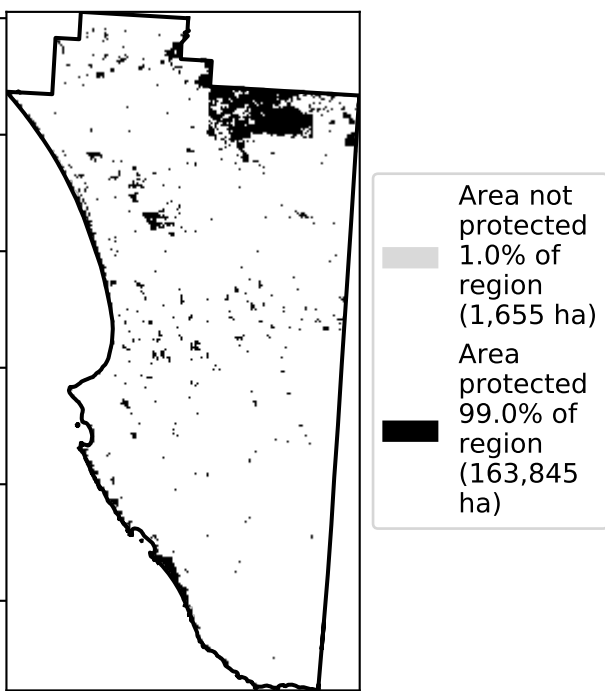 Area not
protected
1.0% of
region
(1,655 ha)
Area
protected
99.0% of
region
(163,845
ha)